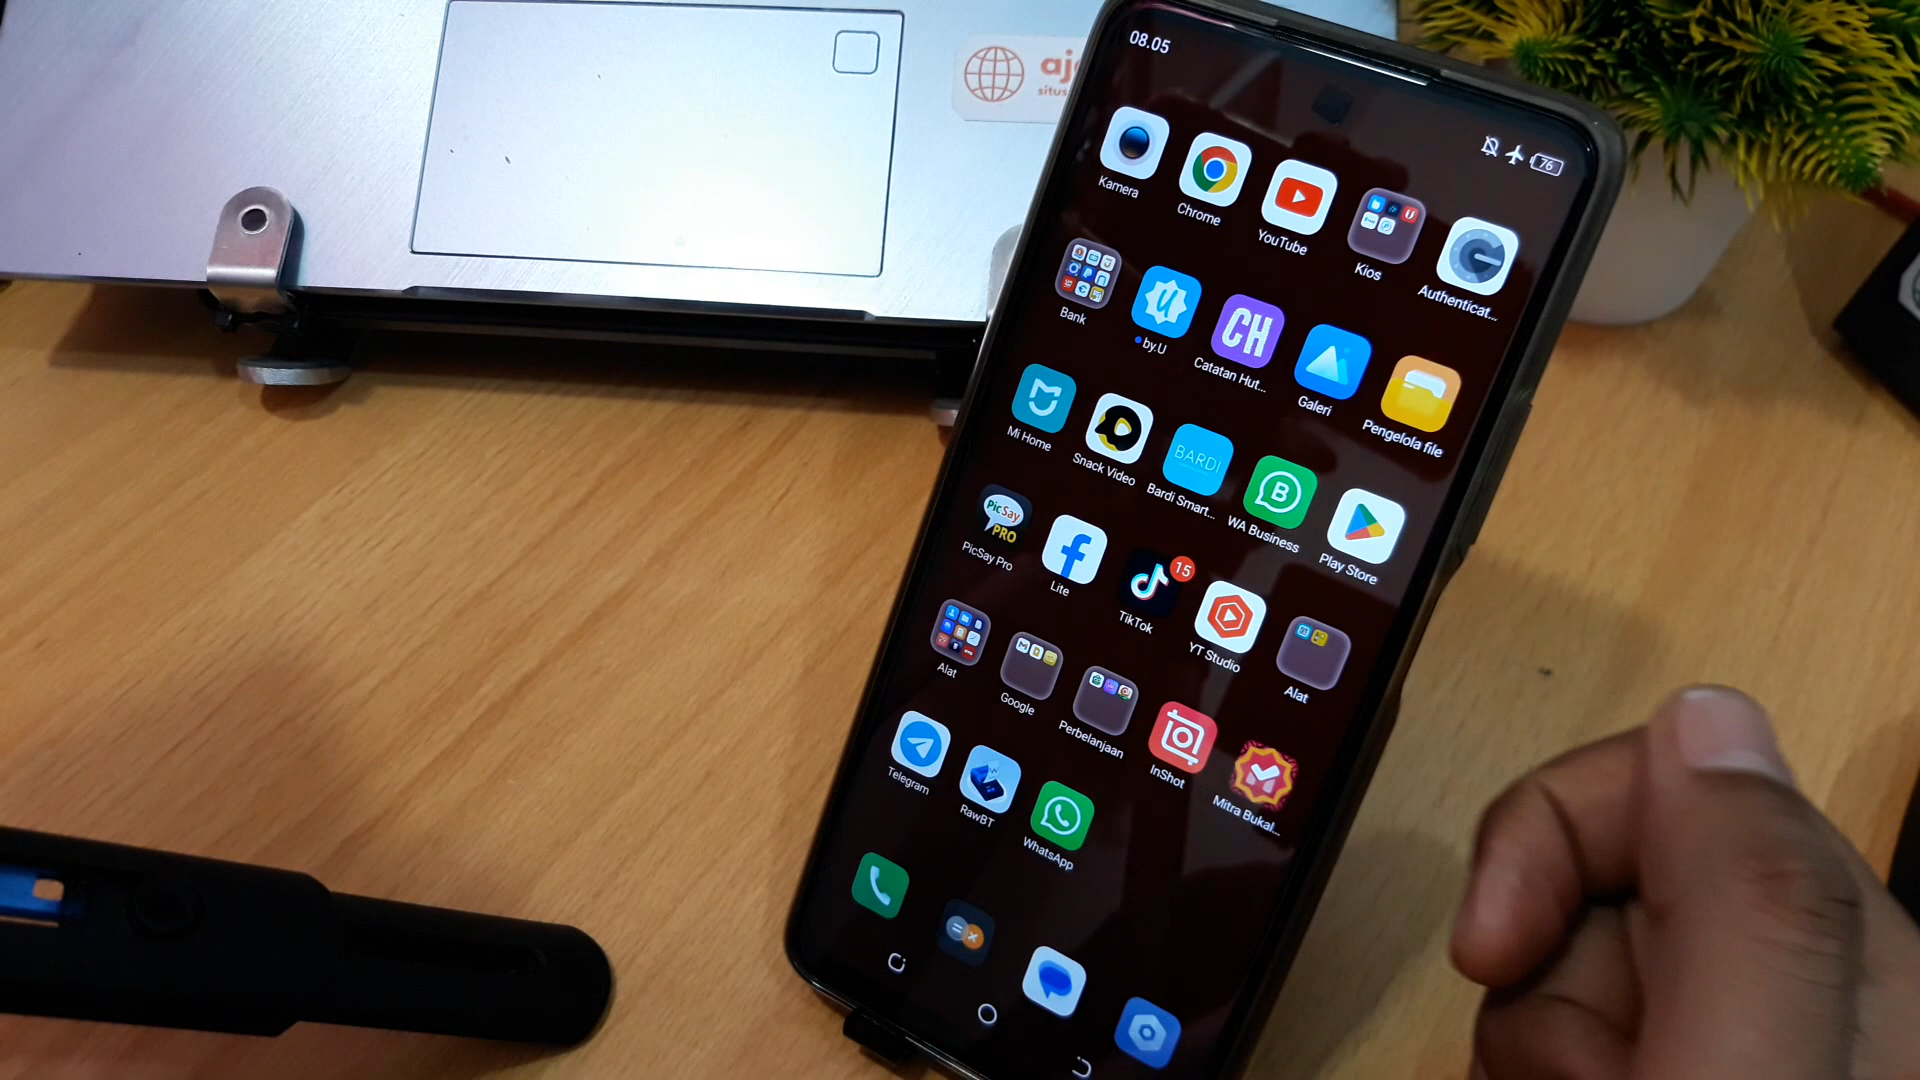 08.05
76
Kamera
Chrome
YouTube
Kios
Authenticat...
Bank
by.U
CH
Catatan Hut...
Galeri
Pengelola file
Mi Home
Snack Video
BARDI
Bardi Smart...
B
WA Business
Play Store
PicSay
PRO
PicSay Pro
Lite
15
TikTok
YT Studio
Alat
Alat
Google
Perbelanjaan
InShot
Mitra Bukal...
Telegram
RawBT
WhatsApp